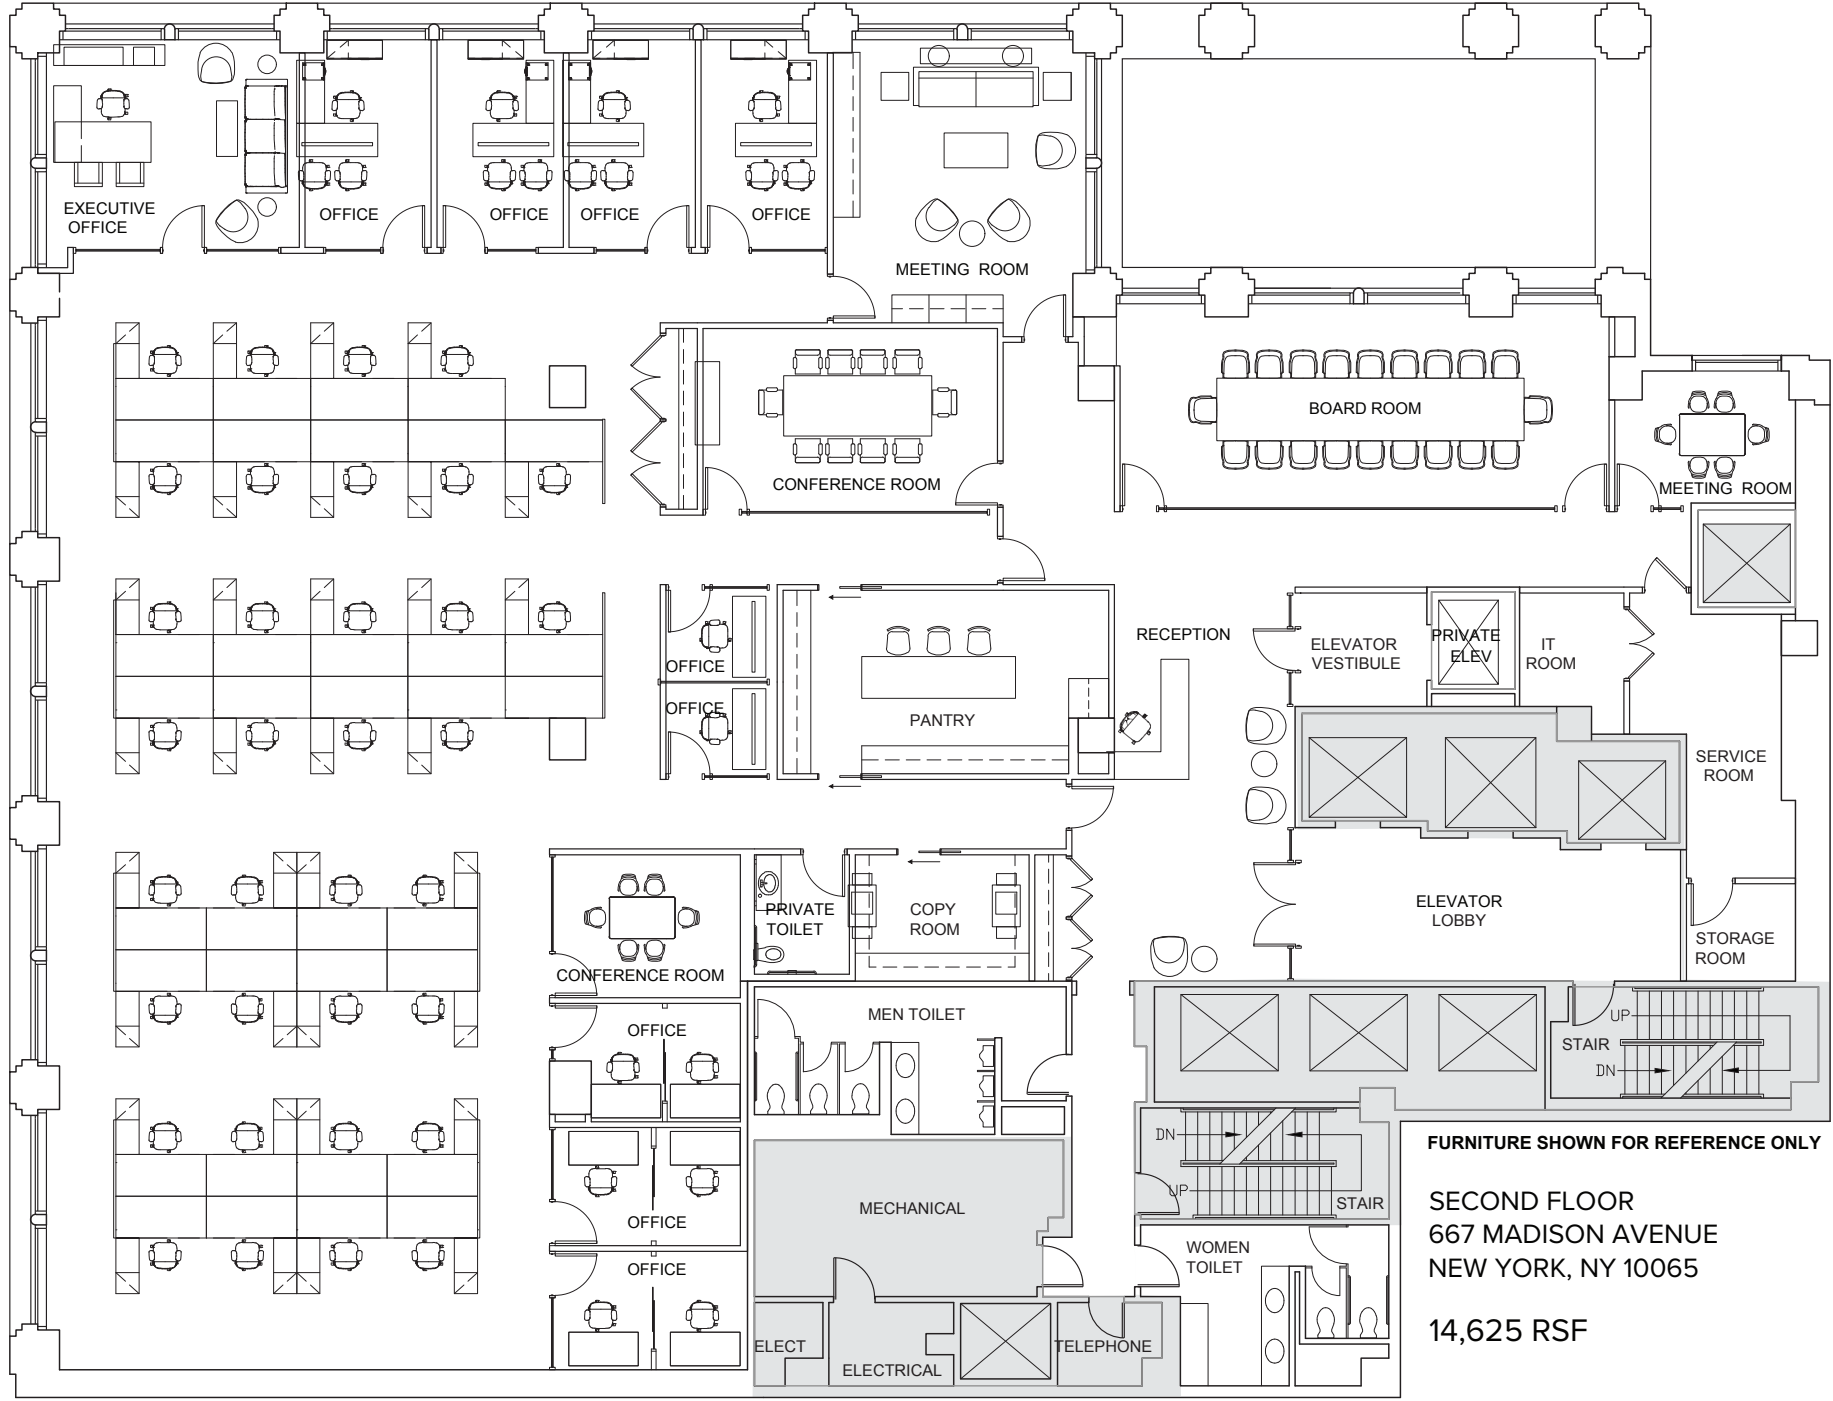 EXECUTIVE
OFFICE
OFFICE
OFFICE
OFFICE
OFFICE
MEETING ROOM
BOARD ROOM
CONFERENCE ROOM
MEETING ROOM
RECEPTION
ELEVATOR
VESTIBULE
PRIVATE
ELEV
IT
ROOM
OFFICE
OFFICE
PANTRY
SERVICE
ROOM
PRIVATE
TOILET
COPY
ROOM
ELEVATOR
LOBBY
STORAGE
ROOM
CONFERENCE ROOM
MEN TOILET
OFFICE
UP
STAIR
DN
DN
UP
STAIR
OFFICE
MECHANICAL
WOMEN
TOILET
OFFICE
ELECT
ELECTRICAL
TELEPHONE
FURNITURE SHOWN FOR REFERENCE ONLY
SECOND FLOOR
667 MADISON AVENUE
NEW YORK, NY 10065
14,625 RSF